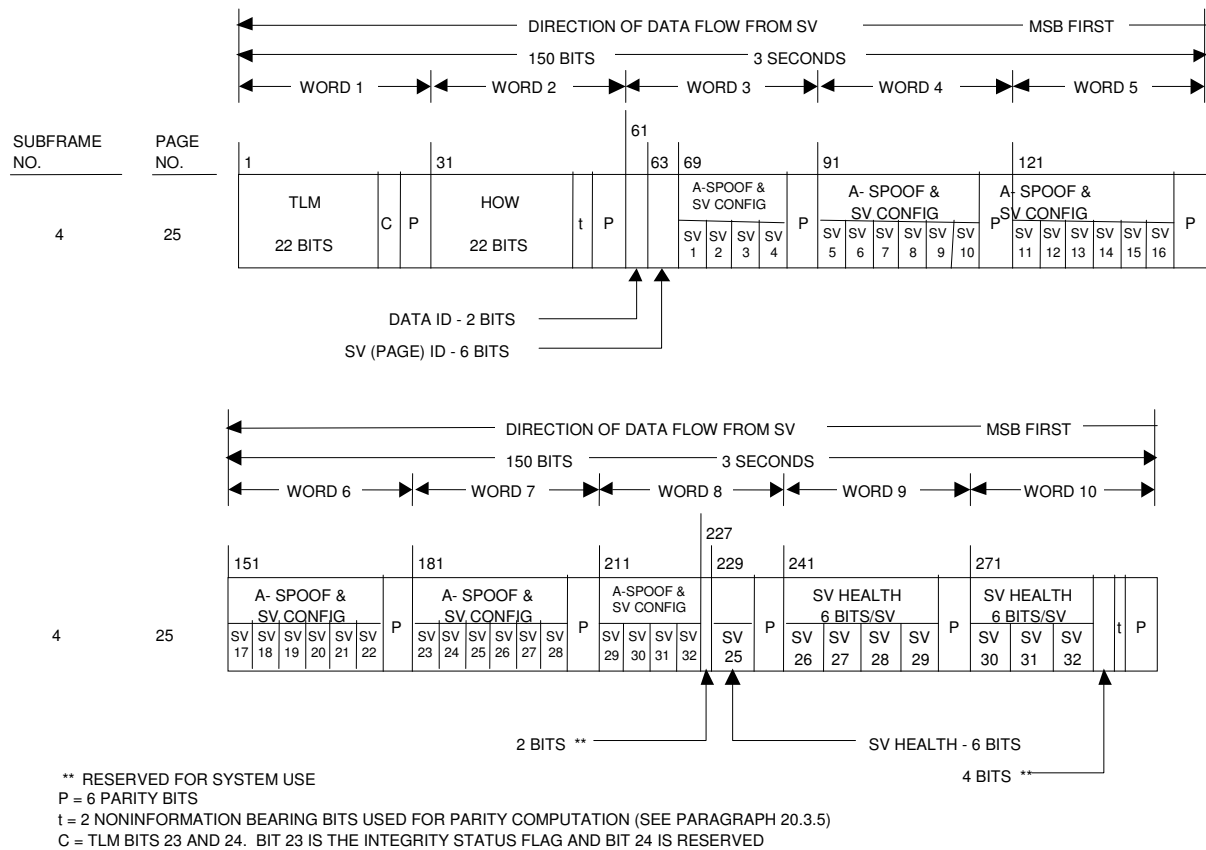 DIRECTION OF DATA FLOW FROM SV MSB FIRST
150 BITS 3 SECONDS
WORD 1 WORD 2 WORD 3 WORD 4 WORD 5
SUBFRAME NO. PAGE NO.
1 31 61 63 69 91 121
4 25
TLM
22 BITS
C P
HOW
22 BITS
t P
A-SPOOF &
SV CONFIG
SV 1 SV 2 SV 3 SV 4
P
A- SPOOF &
SV CONFIG
SV 5 SV 6 SV 7 SV 8 SV 9 SV 10
P
A- SPOOF &
SV CONFIG
SV 11 SV 12 SV 13 SV 14 SV 15 SV 16
P
DATA ID - 2 BITS
SV (PAGE) ID - 6 BITS
DIRECTION OF DATA FLOW FROM SV MSB FIRST
150 BITS 3 SECONDS
WORD 6 WORD 7 WORD 8 WORD 9 WORD 10
151 181 211 227 229 241 271
4 25
A- SPOOF &
SV CONFIG
SV 17 SV 18 SV 19 SV 20 SV 21 SV 22
P
A- SPOOF &
SV CONFIG
SV 23 SV 24 SV 25 SV 26 SV 27 SV 28
P
A-SPOOF &
SV CONFIG
SV 29 SV 30 SV 31 SV 32
SV 25
P
SV HEALTH
6 BITS/SV
SV 26 SV 27 SV 28 SV 29
P
SV HEALTH
6 BITS/SV
SV 30 SV 31 SV 32
t P
2 BITS **
SV HEALTH - 6 BITS
4 BITS **
** RESERVED FOR SYSTEM USE
P = 6 PARITY BITS
t = 2 NONINFORMATION BEARING BITS USED FOR PARITY COMPUTATION (SEE PARAGRAPH 20.3.5)
C = TLM BITS 23 AND 24. BIT 23 IS THE INTEGRITY STATUS FLAG AND BIT 24 IS RESERVED